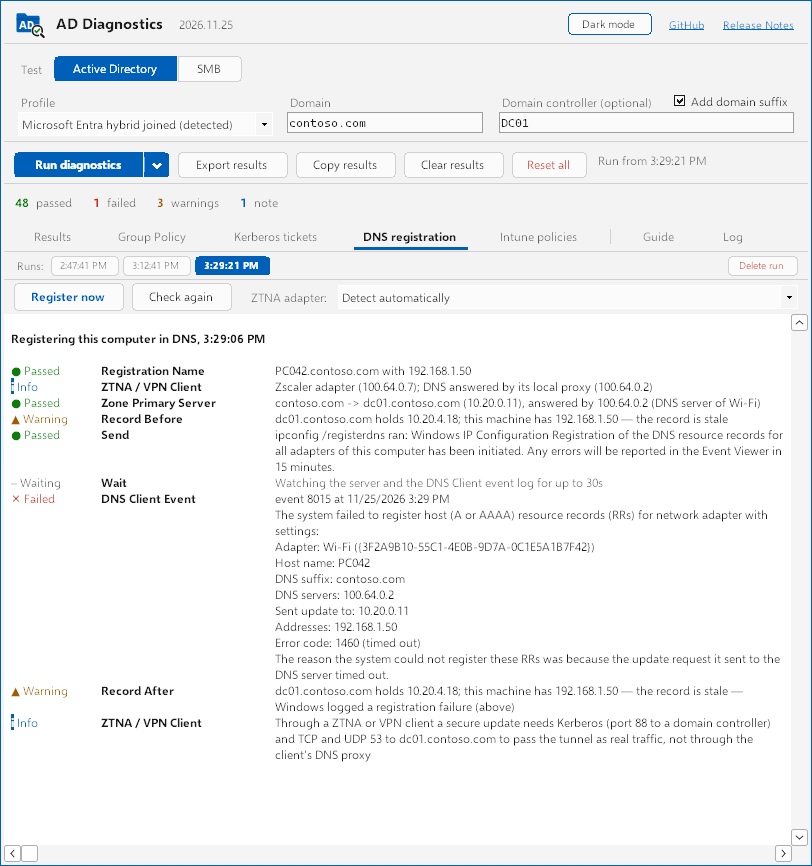 AD Diagnostics 2026.11.25 Dark mode GitHub Release Notes
Test Active Directory SMB
Profile Domain Domain controller (optional) Add domain suffix
Microsoft Entra hybrid joined (detected) contoso.com DC01
Run diagnostics Export results Copy results Clear results Reset all Run from 3:29:21 PM
48 passed 1 failed 3 warnings 1 note
Results Group Policy Kerberos tickets DNS registration Intune policies Guide Log
Runs: 2:47:41 PM 3:12:41 PM 3:29:21 PM Delete run
Register now Check again ZTNA adapter: Detect automatically
Registering this computer in DNS, 3:29:06 PM
Passed Registration Name PC042.contoso.com with 192.168.1.50
Info ZTNA / VPN Client Zscaler adapter (100.64.0.7); DNS answered by its local proxy (100.64.0.2)
Passed Zone Primary Server contoso.com -> dc01.contoso.com (10.20.0.11), answered by 100.64.0.2 (DNS server of Wi-Fi)
Warning Record Before dc01.contoso.com holds 10.20.4.18; this machine has 192.168.1.50 — the record is stale
Passed Send ipconfig /registerdns ran: Windows IP Configuration Registration of the DNS resource records for
all adapters of this computer has been initiated. Any errors will be reported in the Event Viewer in
15 minutes.
– Waiting Wait Watching the server and the DNS Client event log for up to 30s
× Failed DNS Client Event event 8015 at 11/25/2026 3:29 PM
The system failed to register host (A or AAAA) resource records (RRs) for network adapter with
settings:
Adapter: Wi-Fi ({3F2A9B10-55C1-4E0B-9D7A-0C1E5A1B7F42})
Host name: PC042
DNS suffix: contoso.com
DNS servers: 100.64.0.2
Sent update to: 10.20.0.11
Addresses: 192.168.1.50
Error code: 1460 (timed out)
The reason the system could not register these RRs was because the update request it sent to the
DNS server timed out.
Warning Record After dc01.contoso.com holds 10.20.4.18; this machine has 192.168.1.50 — the record is stale —
Windows logged a registration failure (above)
Info ZTNA / VPN Client Through a ZTNA or VPN client a secure update needs Kerberos (port 88 to a domain controller)
and TCP and UDP 53 to dc01.contoso.com to pass the tunnel as real traffic, not through the
client's DNS proxy